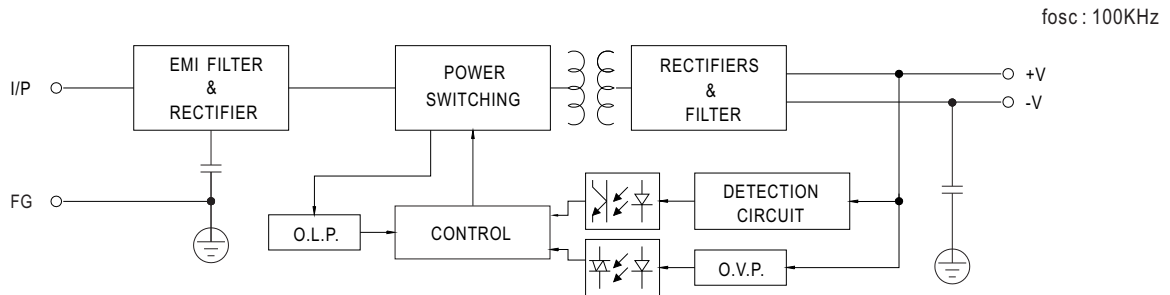 fosc : 100KHz
I/P
EMI FILTER
&
RECTIFIER
POWER
SWITCHING
RECTIFIERS
&
FILTER
+V
-V
FG
O.L.P.
CONTROL
DETECTION
CIRCUIT
O.V.P.